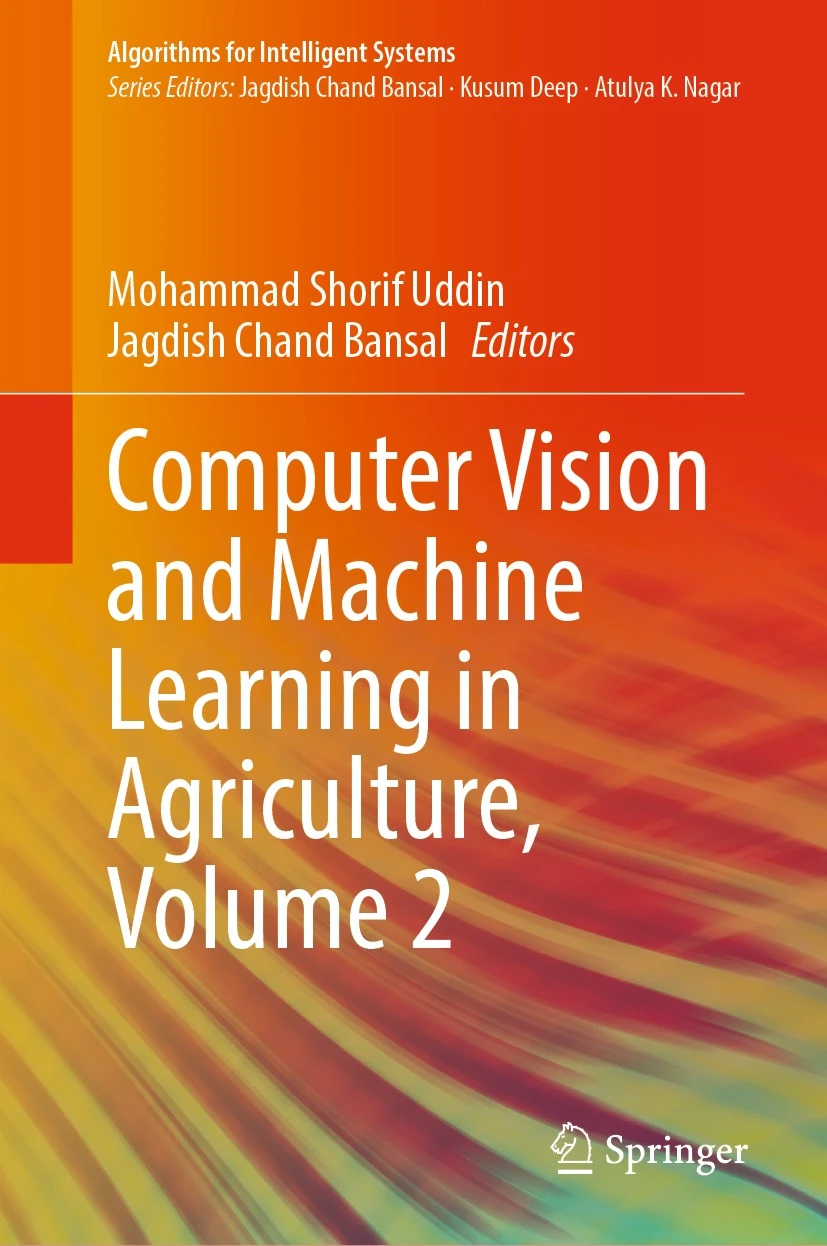 Algorithms for Intelligent Systems
Series Editors: Jagdish Chand Bansal · Kusum Deep · Atulya K. Nagar
Mohammad Shorif Uddin
Jagdish Chand Bansal Editors
Computer Vision
and Machine
Learning in
Agriculture,
Volume 2
Springer